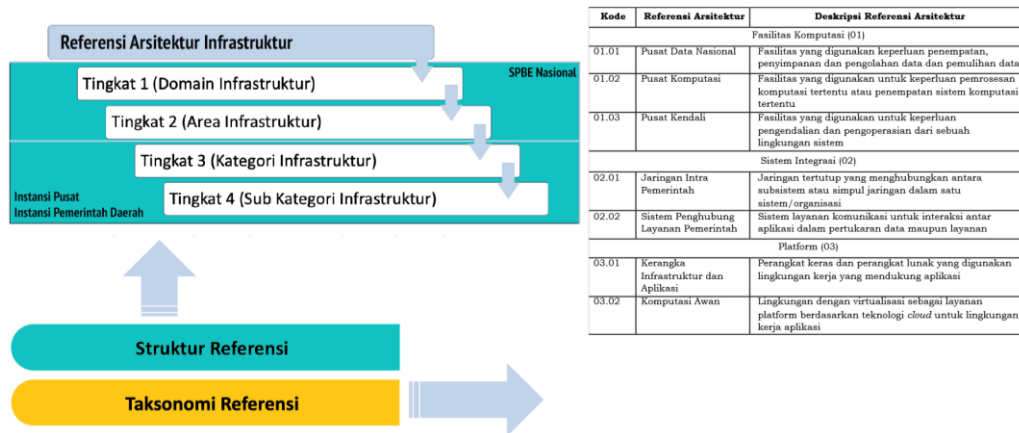 Referensi Arsitektur Infrastruktur
SPBE Nasional
Tingkat 1 (Domain Infrastruktur)
Tingkat 2 (Area Infrastruktur)
Tingkat 3 (Kategori Infrastruktur)
Tingkat 4 (Sub Kategori Infrastruktur)
Instansi Pusat
Instansi Pemerintah Daerah
Struktur Referensi
Taksonomi Referensi
Kode Referensi Arsitektur Deskripsi Referensi Arsitektur
Fasilitas Komputasi (01)
01.01 Pusat Data Nasional Fasilitas yang digunakan keperluan penempatan,
penyimpanan dan pengolahan data dan pemulihan data
01.02 Pusat Komputasi Fasilitas yang digunakan untuk keperluan pemrosesan
komputasi tertentu atau penempatan sistem komputasi
tertentu
01.03 Pusat Kendali Fasilitas yang digunakan untuk keperluan
pengendalian dan pengoperasian dari sebuah
lingkungan sistem
Sistem Integrasi (02)
02.01 Jaringan Intra Jaringan tertutup yang menghubungkan antara
Pemerintah subsistem atau simpul jaringan dalam satu
sistem/organisasi
02.02 Sistem Penghubung Sistem layanan komunikasi untuk interaksi antar
Layanan Pemerintah aplikasi dalam pertukaran data maupun layanan
Platform (03)
03.01 Kerangka Perangkat keras dan perangkat lunak yang digunakan
Infrastruktur dan lingkungan kerja yang mendukung aplikasi
Aplikasi
03.02 Komputasi Awan Lingkungan dengan virtualisasi sebagai layanan
platform berdasarkan teknologi cloud untuk lingkungan
kerja aplikasi